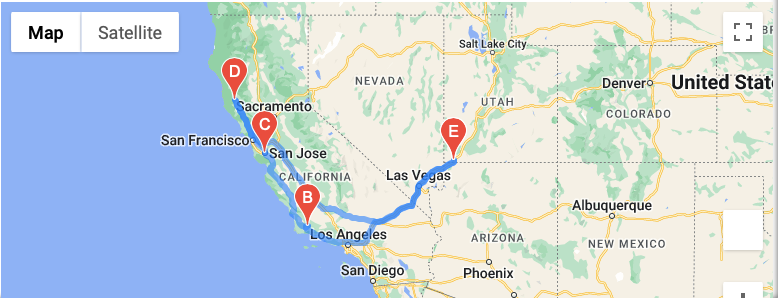 Map
Satellite
Salt Lake City
NEVADA
D
Denver
United State
UTAH
Sacramento
COLORADO
C
E
San Francisco
San Jose
Las Vegas
CALIFORNIA
B
Albuquerque
Los Angeles
ARIZONA
NEW MEXICO
San Diego
Phoenix